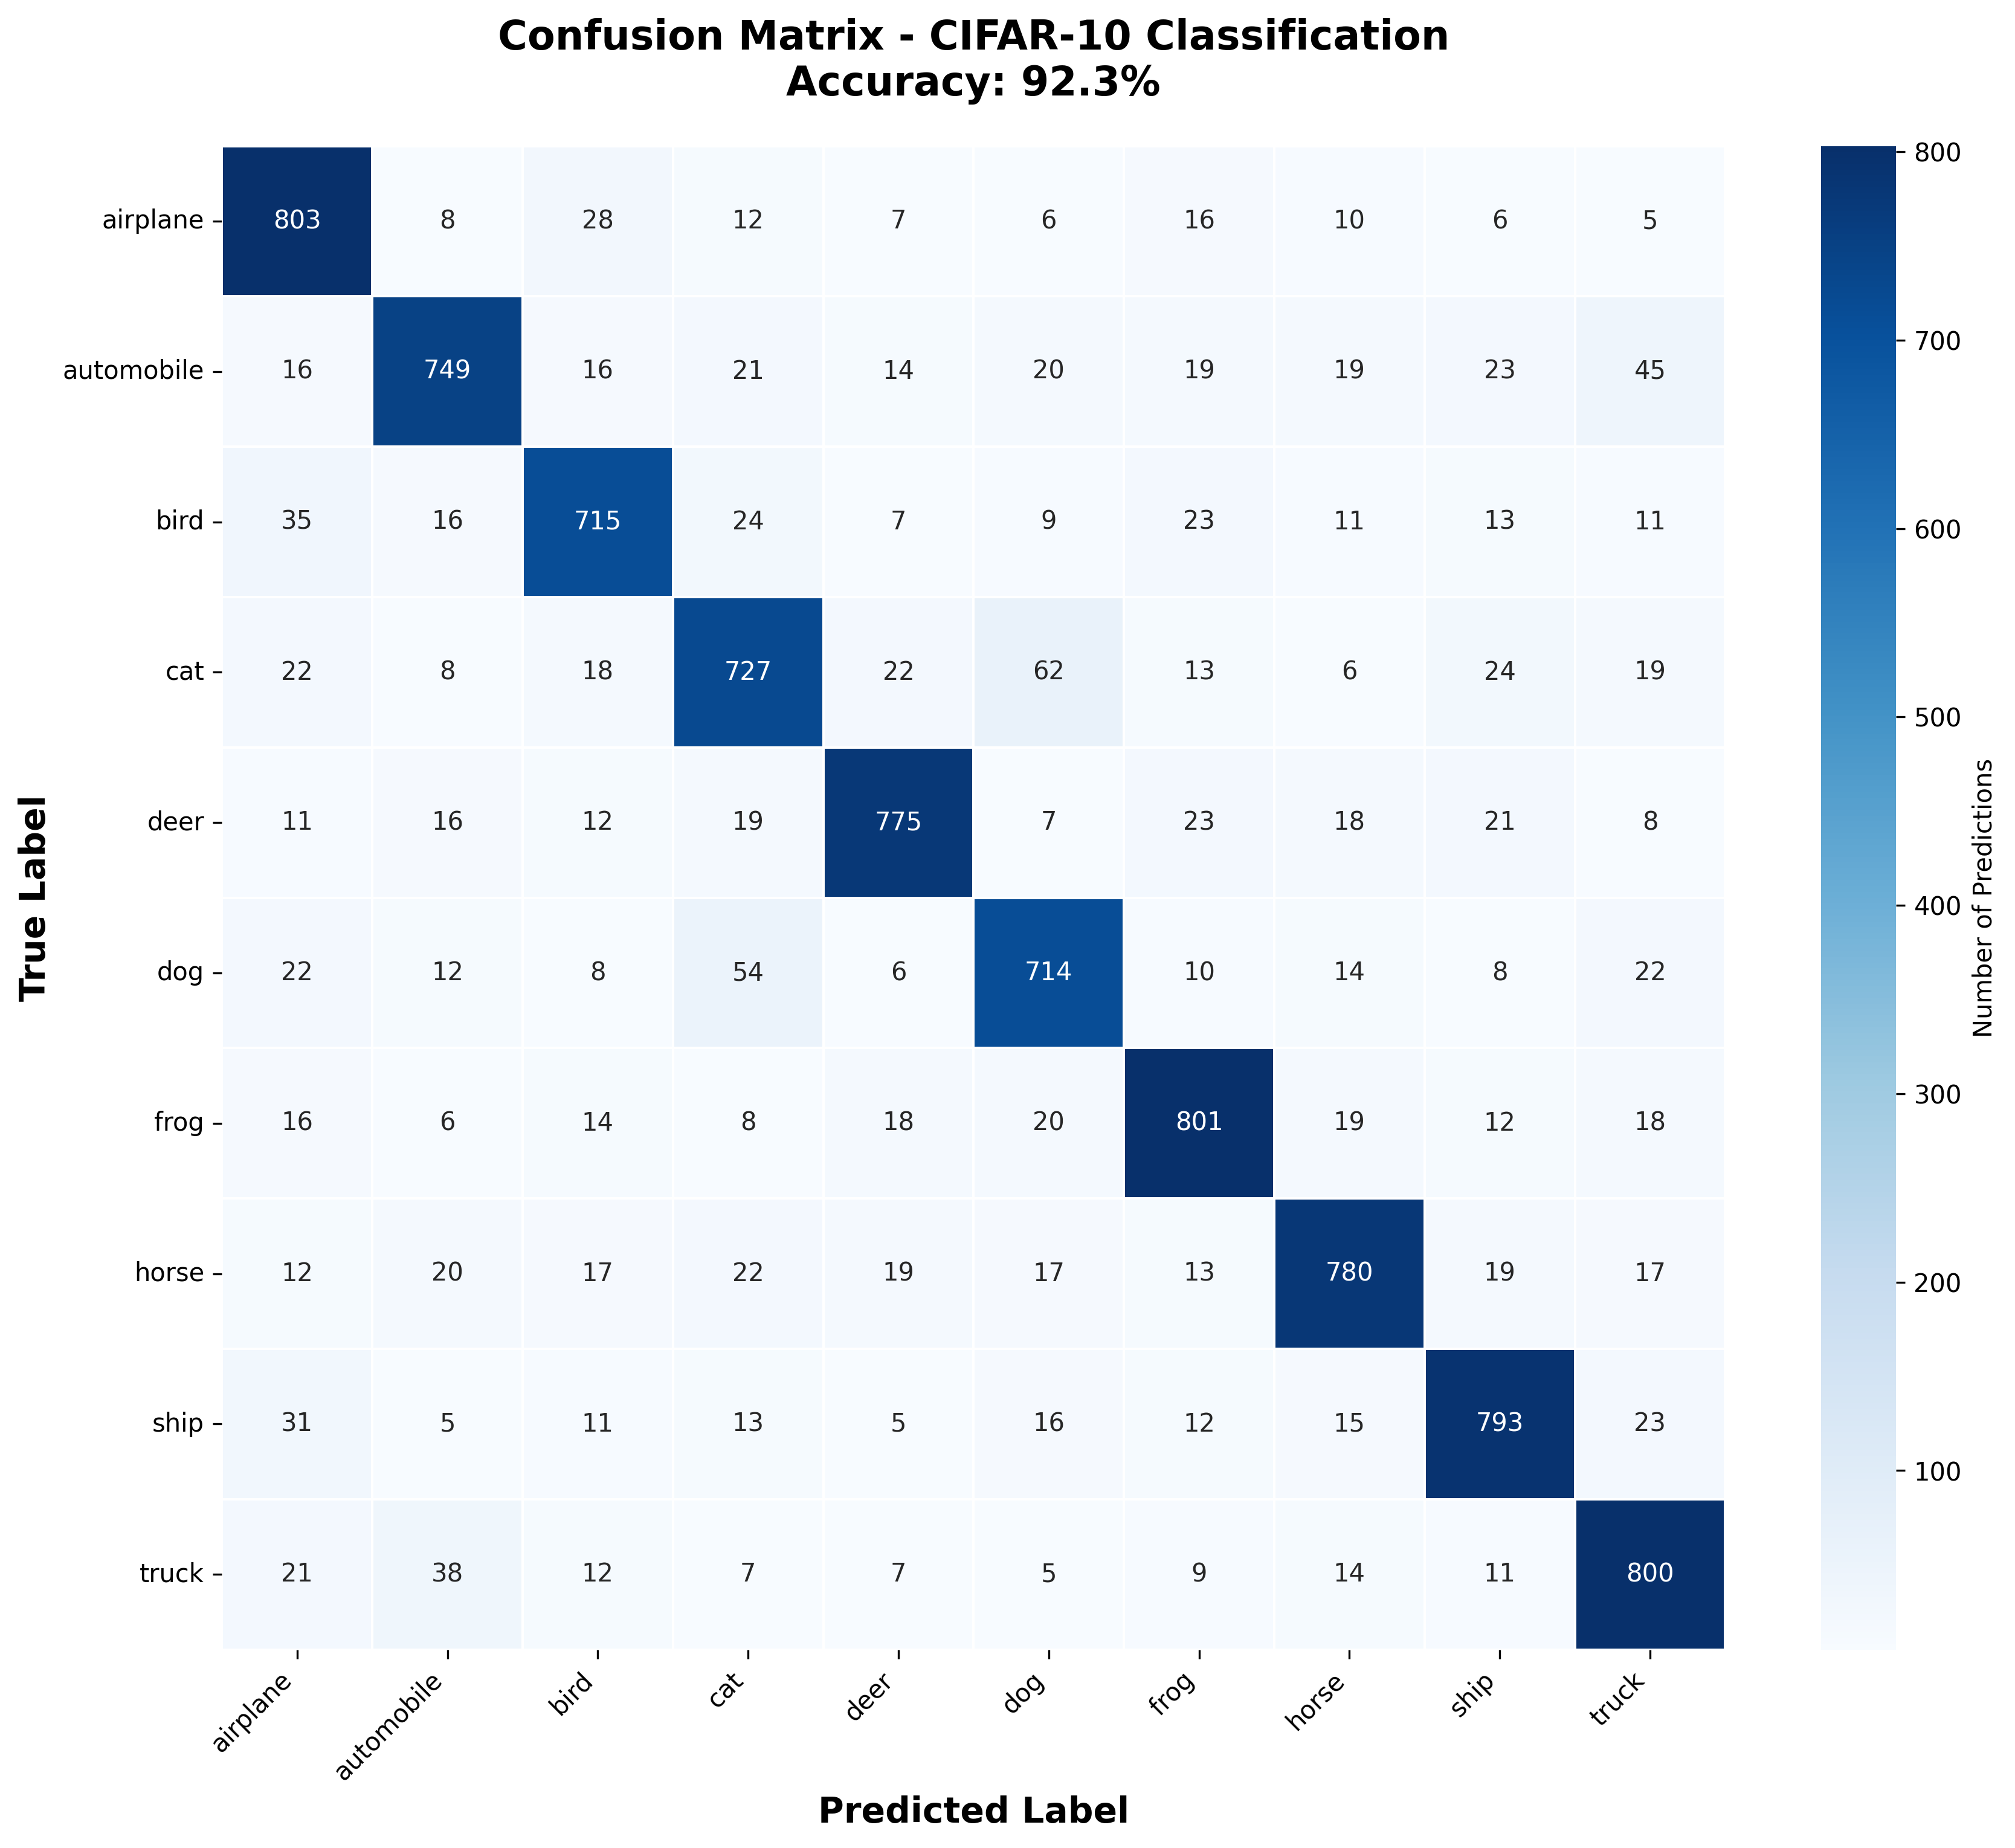 Confusion Matrix - CIFAR-10 Classification
Accuracy: 92.3%
airplane 803 8 28 12 7 6 16 10 6 5
automobile 16 749 16 21 14 20 19 19 23 45
bird 35 16 715 24 7 9 23 11 13 11
cat 22 8 18 727 22 62 13 6 24 19
deer 11 16 12 19 775 7 23 18 21 8
dog 22 12 8 54 6 714 10 14 8 22
frog 16 6 14 8 18 20 801 19 12 18
horse 12 20 17 22 19 17 13 780 19 17
ship 31 5 11 13 5 16 12 15 793 23
truck 21 38 12 7 7 5 9 14 11 800
airplane automobile bird cat deer dog frog horse ship truck
Predicted Label
True Label
800
700
600
500
400
300
200
100
Number of Predictions